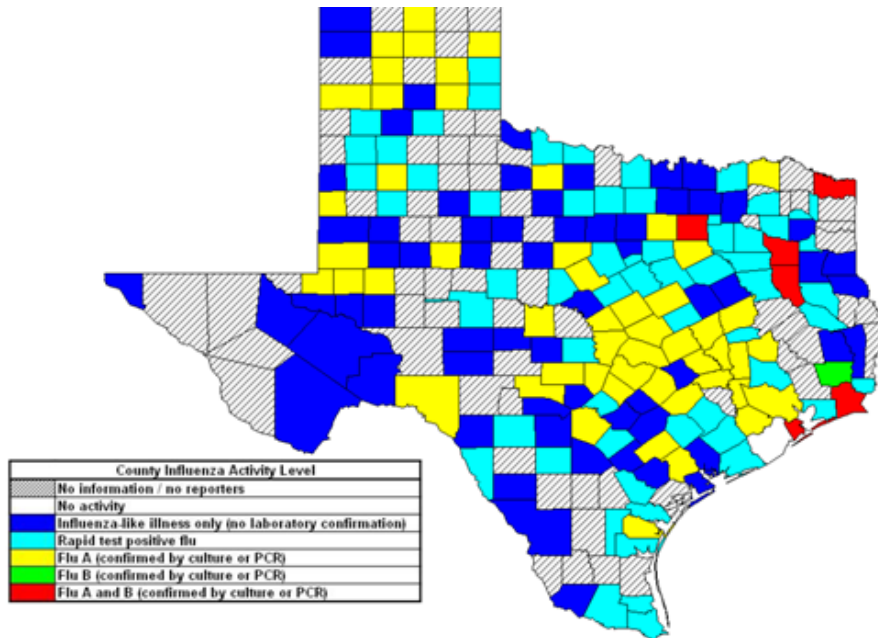 County Influenza Activity Level
No information / no reporters
No activity
Influenza-like illness only (no laboratory confirmation)
Rapid test positive flu
Flu A (confirmed by culture or PCR)
Flu B (confirmed by culture or PCR)
Flu A and B (confirmed by culture or PCR)